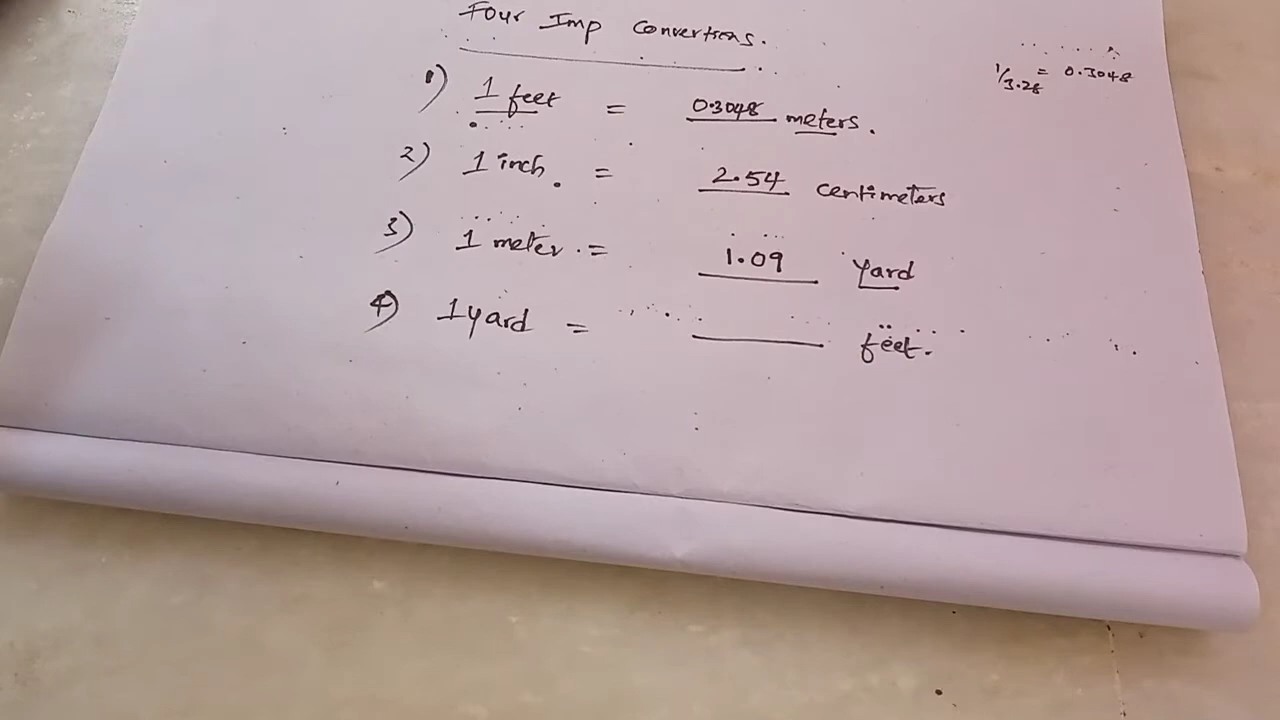 Four Imp Convertions.
1/3.28 = 0.3048
1) 1 feet = 0.3048 meters.
2) 1 inch. = 2.54 centimeters
3) 1 meter. = 1.09 yard
4) 1 yard = ______ feet.